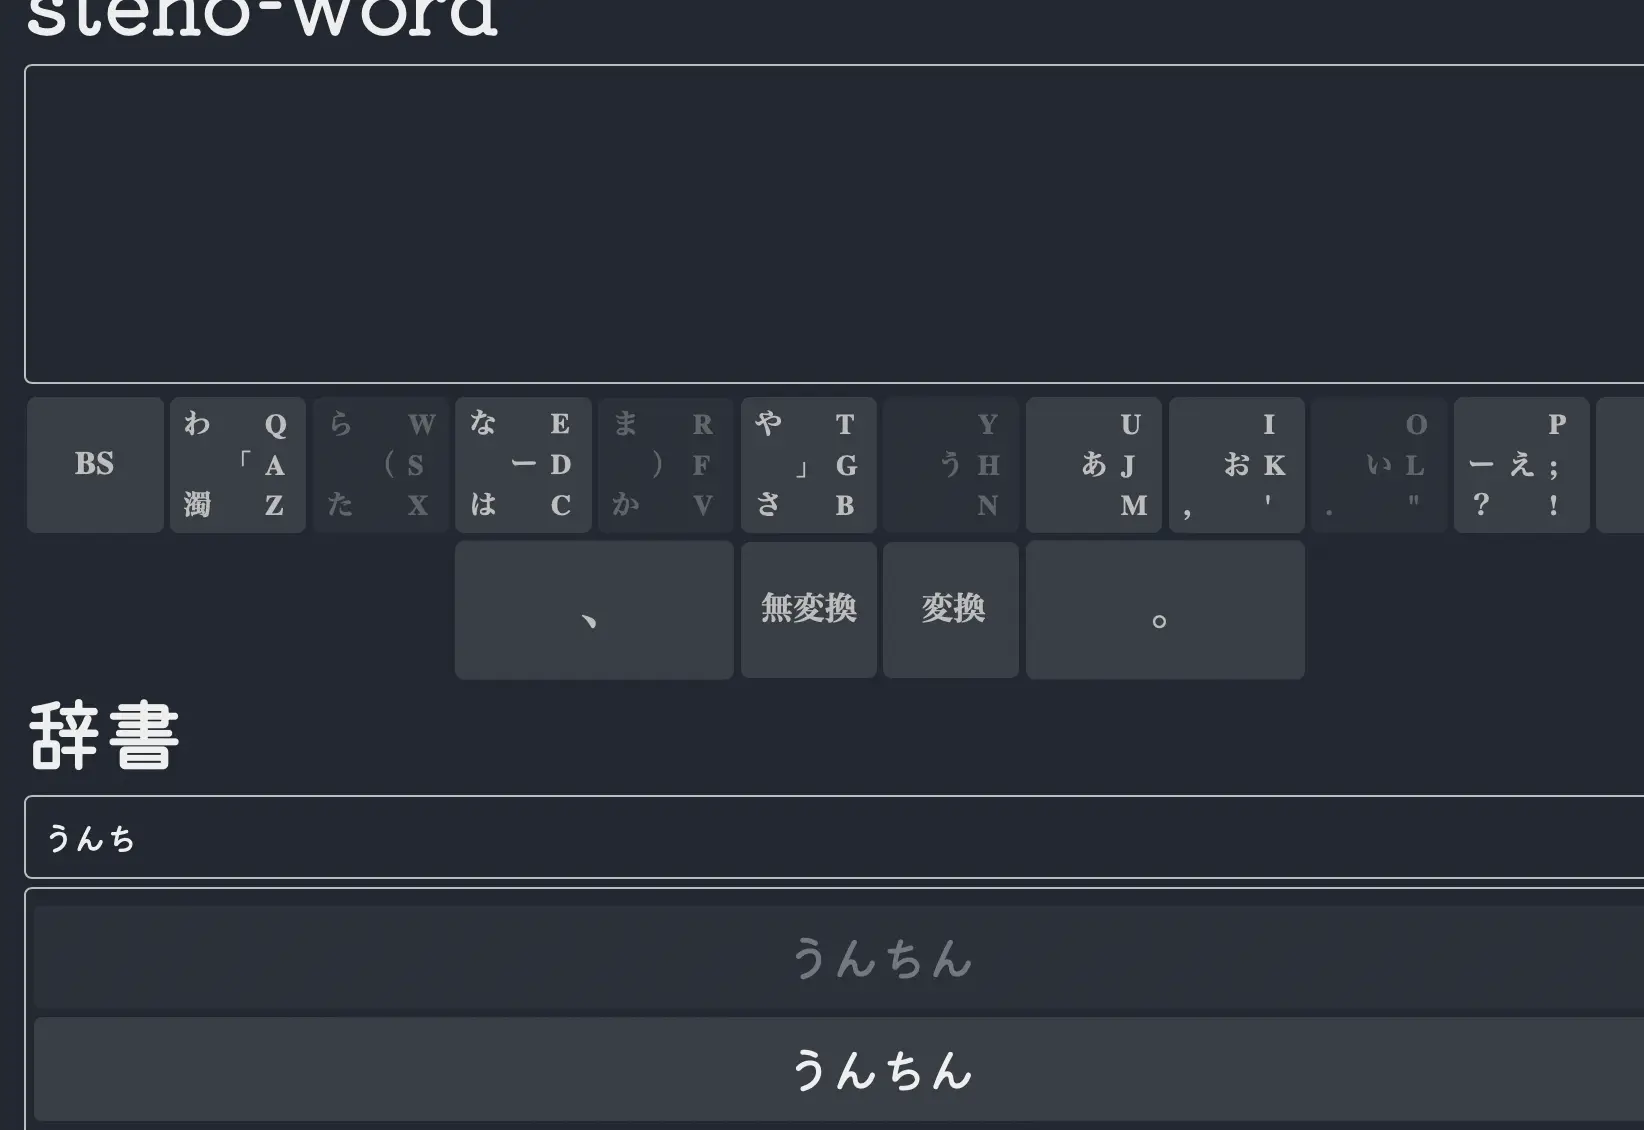 steno-word
わ Q ら W な E ま R や T Y U I O P
BS 「 A ( S ー D ) F 」 G う H あ J お K い L ー え ;
濁 Z た X は C か V さ B N M , ' . " ? !
、 無変換 変換 。
辞書
うんち
うんちん
うんちん